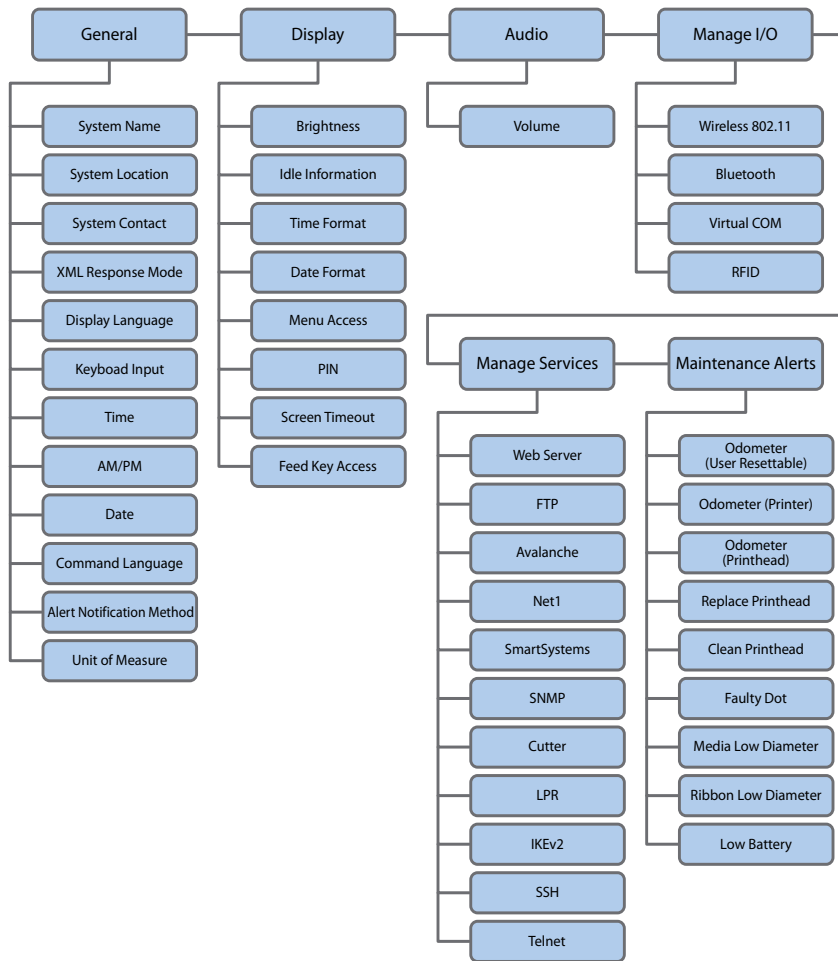 General
Display
Audio
Manage I/O
System Name
System Location
System Contact
XML Response Mode
Display Language
Keyboad Input
Time
AM/PM
Date
Command Language
Alert Notification Method
Unit of Measure
Brightness
Idle Information
Time Format
Date Format
Menu Access
PIN
Screen Timeout
Feed Key Access
Volume
Wireless 802.11
Bluetooth
Virtual COM
RFID
Manage Services
Maintenance Alerts
Web Server
FTP
Avalanche
Net1
SmartSystems
SNMP
Cutter
LPR
IKEv2
SSH
Telnet
Odometer
(User Resettable)
Odometer (Printer)
Odometer
(Printhead)
Replace Printhead
Clean Printhead
Faulty Dot
Media Low Diameter
Ribbon Low Diameter
Low Battery